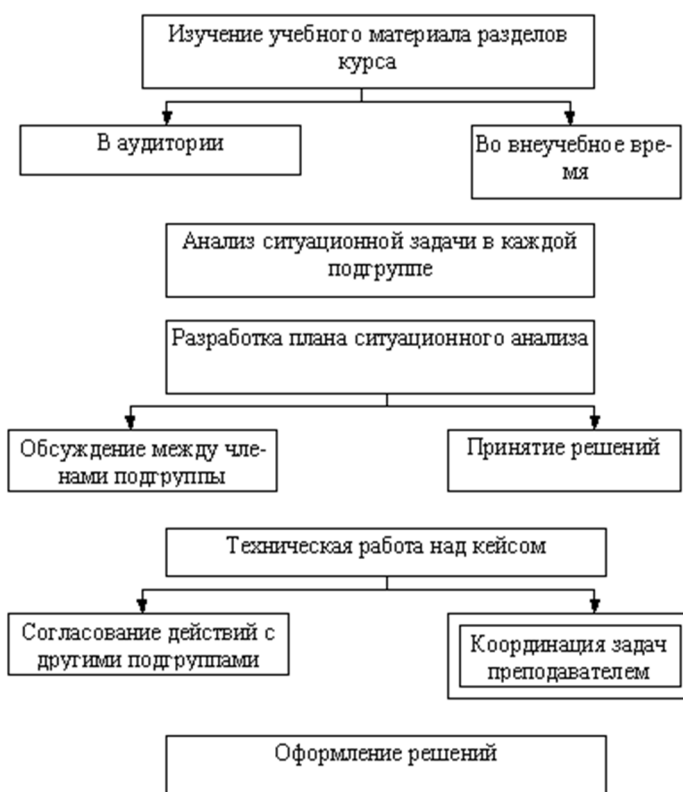 Изучение учебного материала разделов
курса
В аудитории
Во внеучебное вре-
мя
Анализ ситуационной задачи в каждой
подгруппе
Разработка плана ситуационного анализа
Обсуждение между чле-
нами подгруппы
Принятие решений
Техническая работа над кейсом
Согласование действий с
другими подгруппами
Координация задач
преподавателем
Оформление решений